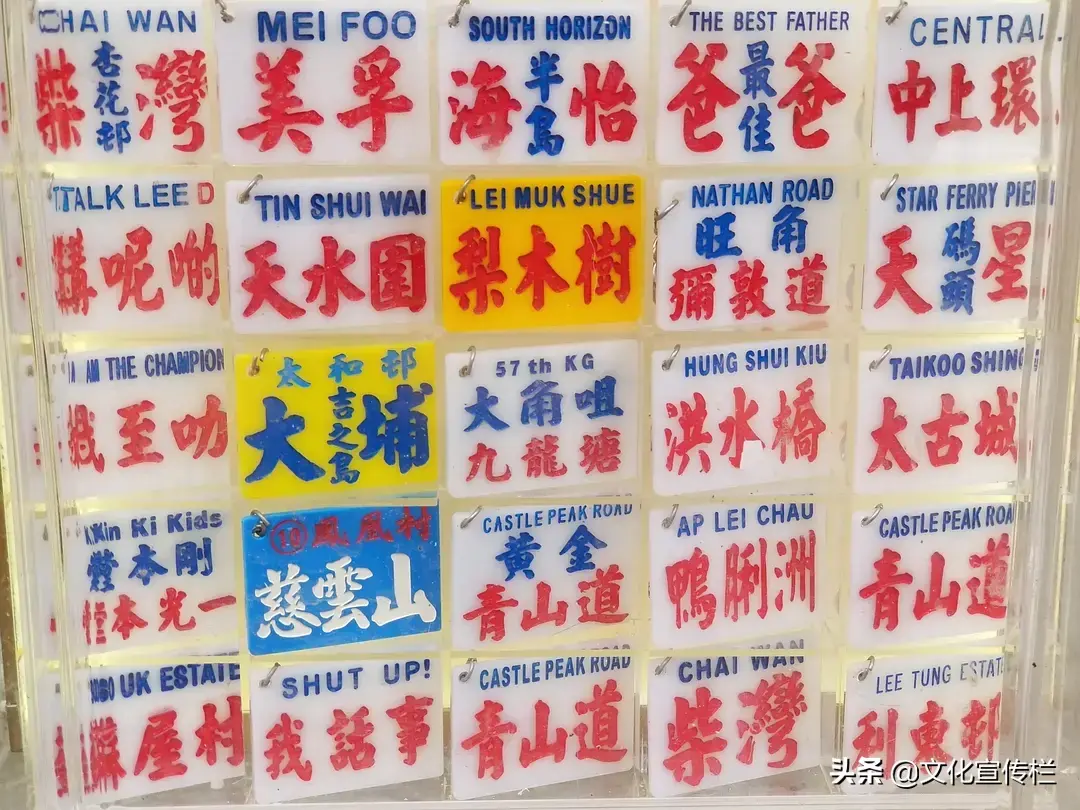 CHAI WAN
柴灣
杏花邨
MEI FOO
美孚
SOUTH HORIZON
海怡
半島
THE BEST FATHER
爸爸
最佳
CENTRAL
中上環
TALK LEE D
講呢啲
TIN SHUI WAI
天水圍
LEI MUK SHUE
梨木樹
NATHAN ROAD
旺角
彌敦道
STAR FERRY PIER
天星
碼頭
AM THE CHAMPION
我至叻
太和邨
大埔
吉之島
57th KG
大角咀
九龍塘
HUNG SHUI KIU
洪水橋
TAIKOO SHING
太古城
Kin Ki Kids
本剛
本光一
鳳凰村
慈雲山
CASTLE PEAK ROAD
黃金
青山道
AP LEI CHAU
鴨脷洲
CASTLE PEAK ROA
青山道
UK ESTATE
蘇屋村
SHUT UP!
我話事
CASTLE PEAK ROAD
青山道
CHAI WAN
柴灣
LEE TUNG ESTAT
利東邨
头条 @文化宣传栏